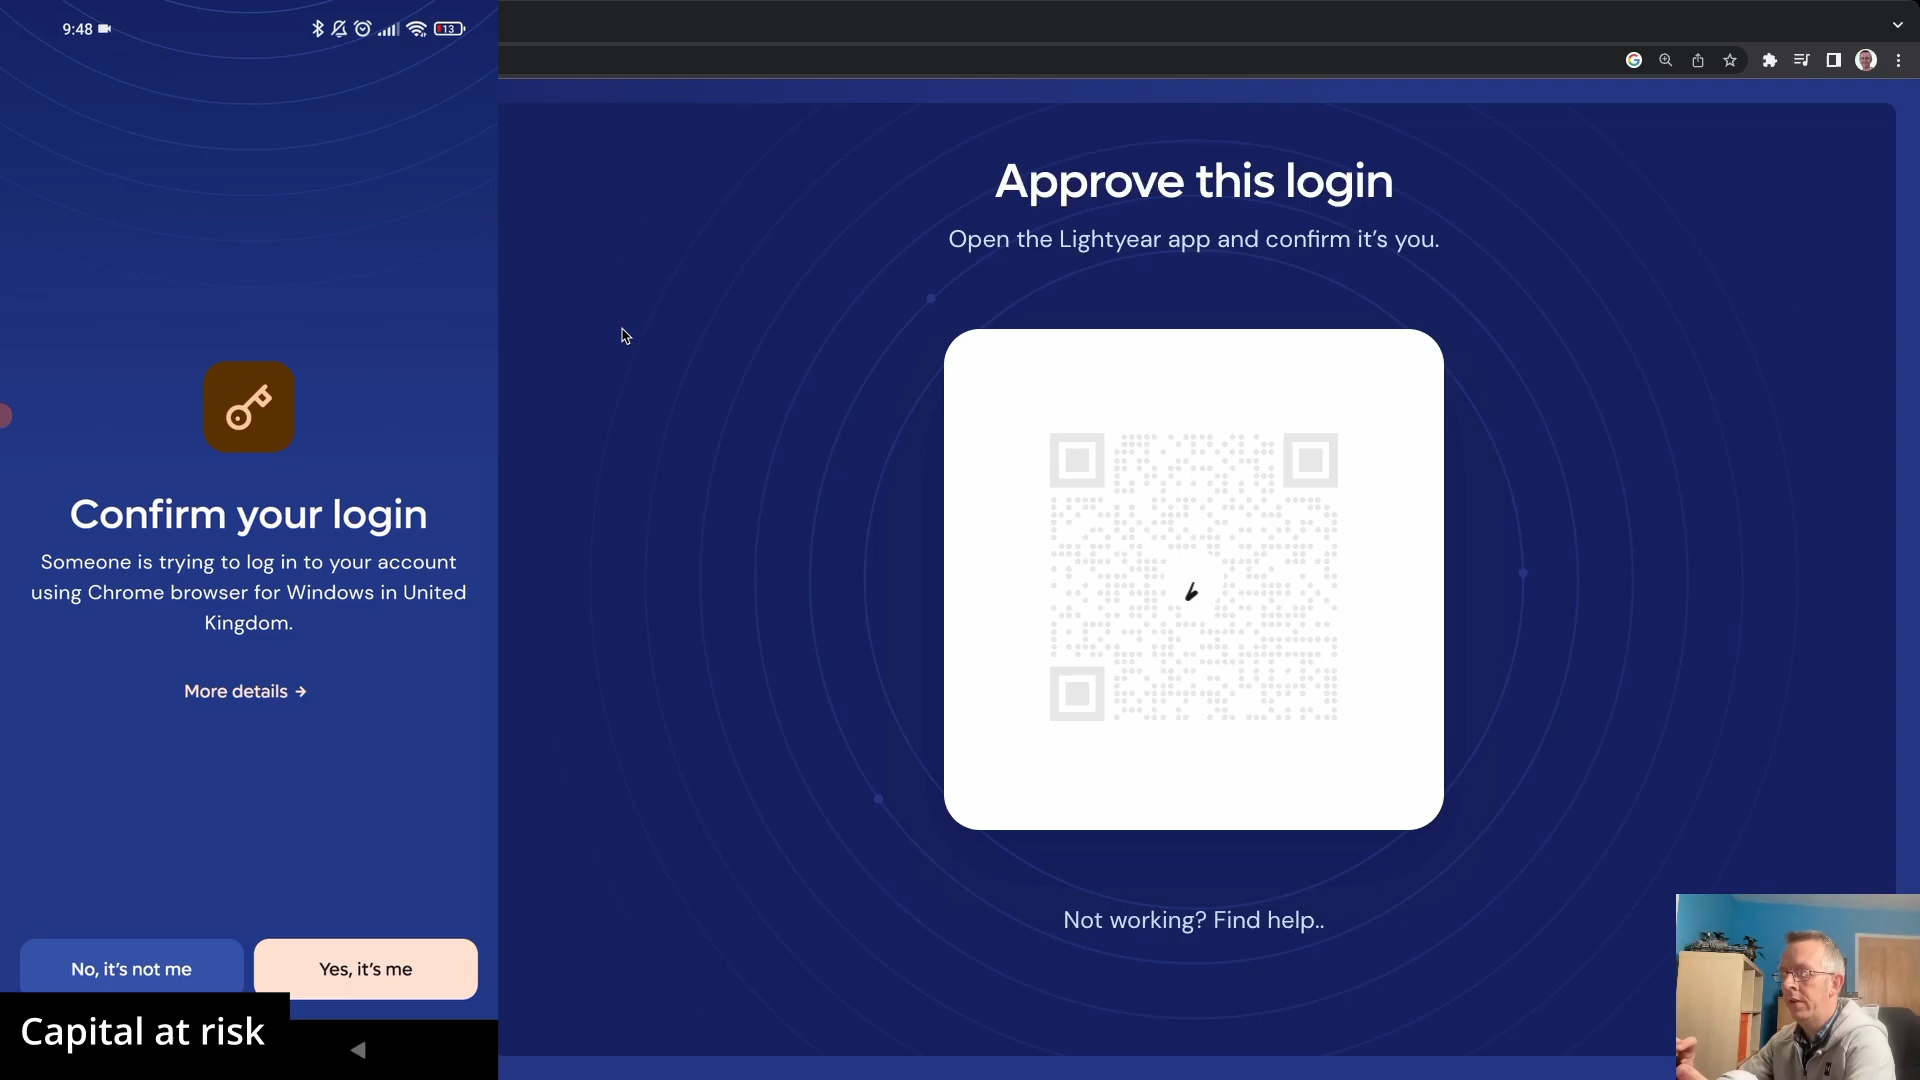 9:48
13
Confirm your login
Someone is trying to log in to your account
using Chrome browser for Windows in United
Kingdom.
More details →
No, it's not me
Yes, it's me
Capital at risk
Approve this login
Open the Lightyear app and confirm it's you.
Not working? Find help..